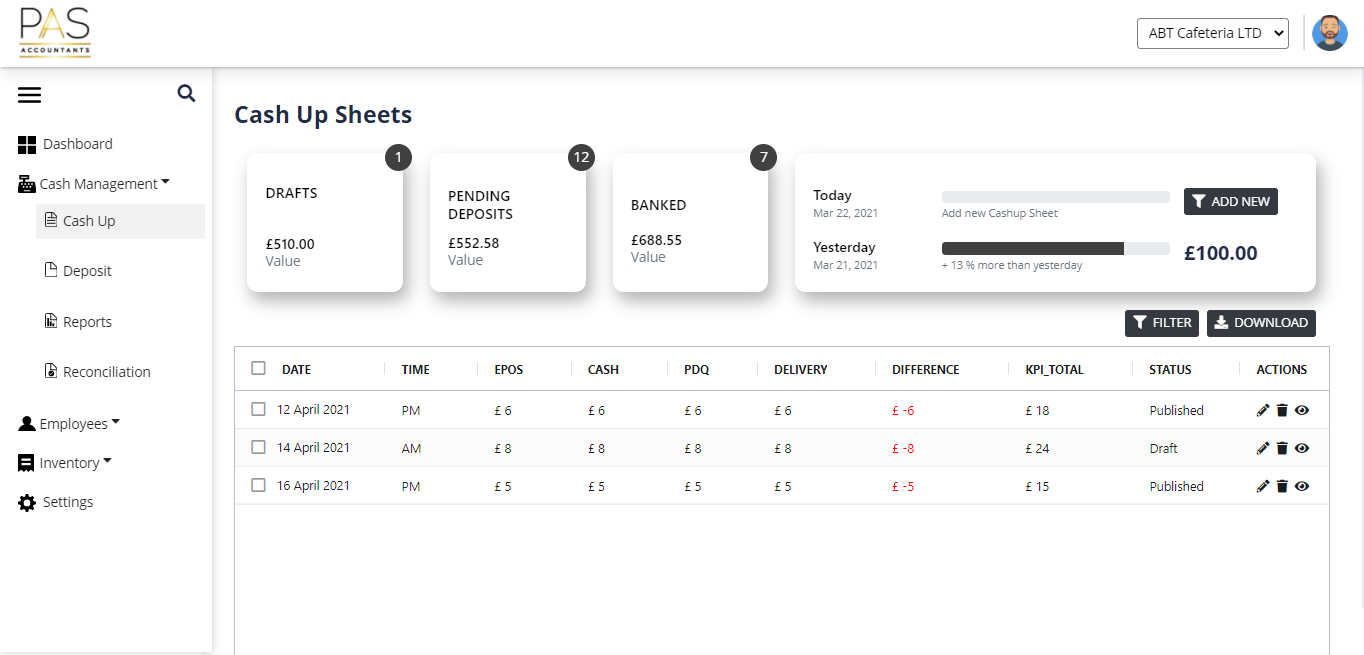 PAS
ACCOUNTANTS
ABT Cafeteria LTD
Dashboard
Cash Management
Cash Up
Deposit
Reports
Reconciliation
Employees
Inventory
Settings
Cash Up Sheets
1
DRAFTS
£510.00
Value
12
PENDING
DEPOSITS
£552.58
Value
7
BANKED
£688.55
Value
Today
Mar 22, 2021
Add new Cashup Sheet
ADD NEW
Yesterday
Mar 21, 2021
+ 13 % more than yesterday
£100.00
FILTER DOWNLOAD
DATE TIME EPOS CASH PDQ DELIVERY DIFFERENCE KPI_TOTAL STATUS ACTIONS
12 April 2021 PM £ 6 £ 6 £ 6 £ 6 £ -6 £ 18 Published
14 April 2021 AM £ 8 £ 8 £ 8 £ 8 £ -8 £ 24 Draft
16 April 2021 PM £ 5 £ 5 £ 5 £ 5 £ -5 £ 15 Published